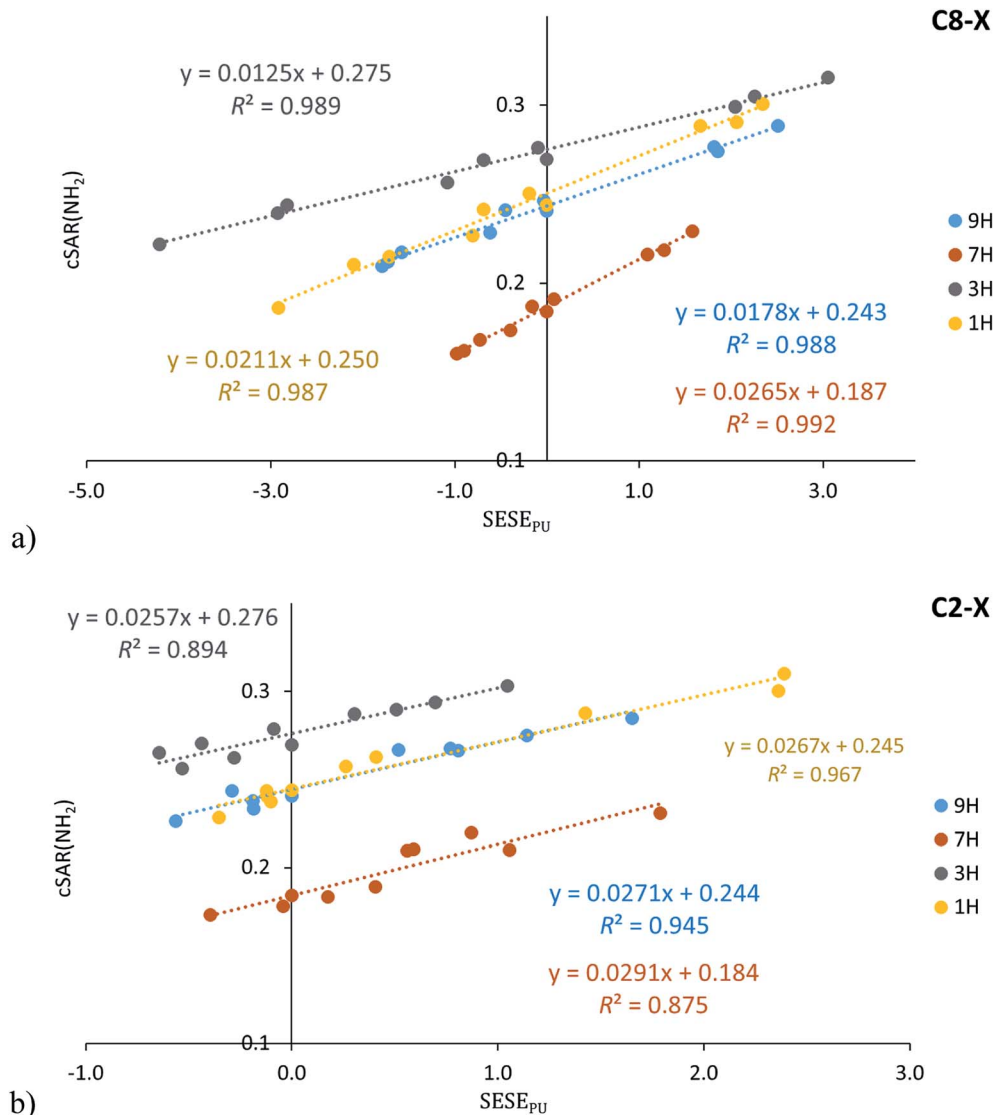 C8-X
y = 0.0125x + 0.275
R² = 0.989
0.3
cSAR(NH₂)
9H
7H
3H
1H
0.2
y = 0.0178x + 0.243
R² = 0.988
y = 0.0211x + 0.250
R² = 0.987
y = 0.0265x + 0.187
R² = 0.992
0.1
-5.0 -3.0 -1.0 1.0 3.0
SESE_PU
a)
C2-X
y = 0.0257x + 0.276
R² = 0.894
0.3
y = 0.0267x + 0.245
R² = 0.967
cSAR(NH₂)
9H
7H
3H
1H
0.2
y = 0.0271x + 0.244
R² = 0.945
y = 0.0291x + 0.184
R² = 0.875
0.1
-1.0 0.0 1.0 2.0 3.0
SESE_PU
b)